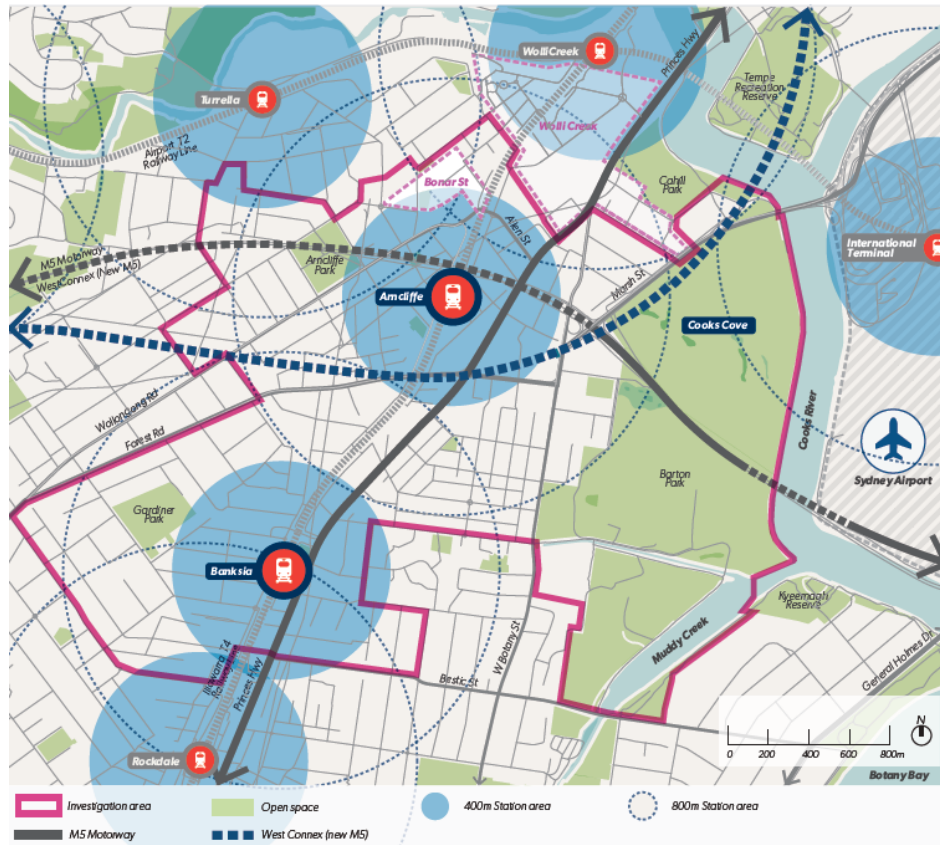 Princes Hwy
Wolli Creek
Tempe
Recreation
Reserve
Turrella
Wolli Creek
Airport T2
Railway Line
Bonar St
Cahill
Park
Allen St
M5 Motorway
West Connex (New M5)
Arncliffe
Park
International
Terminal
Marsh St
Arncliffe
Cooks Cove
Wollongong Rd
Forest Rd
Cooks River
Barton
Park
Sydney Airport
Gardiner
Park
Banksia
Kyeemagh
Reserve
Muddy Creek
W Botany St
Illawarra T4
Railway Line
Princes Hwy
Bestic St
General Holmes Dr
N
0 200 400 600 800m
Rockdale
Botany Bay
Investigation area
Open space
400m Station area
800m Station area
M5 Motorway
West Connex (new M5)